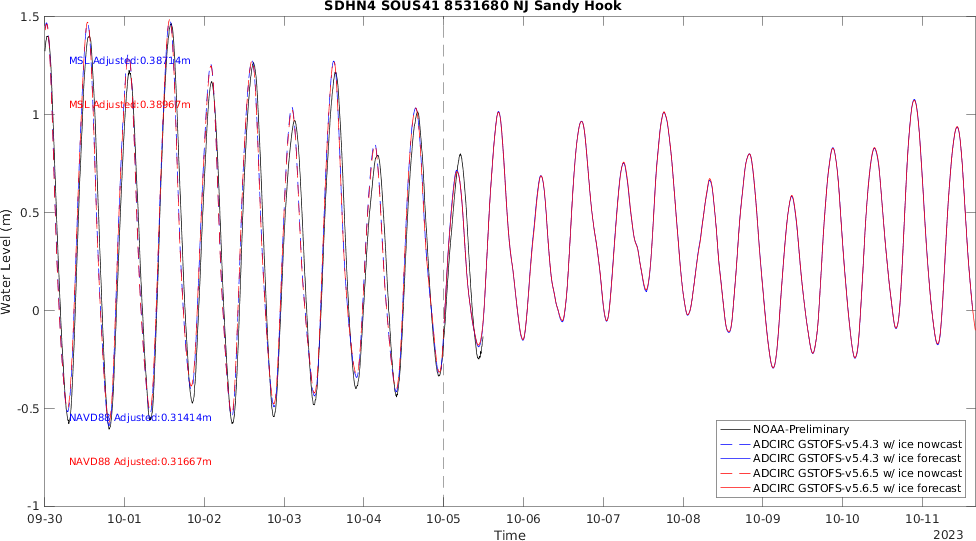 SDHN4 SOUS41 8531680 NJ Sandy Hook
1.5
MSL Adjusted:0.38714m
MSL Adjusted:0.38967m
1
0.5
Water Level (m)
0
-0.5
NAVD88 Adjusted:0.31414m
NAVD88 Adjusted:0.31667m
NOAA-Preliminary
ADCIRC GSTOFS-v5.4.3 w/ ice nowcast
ADCIRC GSTOFS-v5.4.3 w/ ice forecast
ADCIRC GSTOFS-v5.6.5 w/ ice nowcast
ADCIRC GSTOFS-v5.6.5 w/ ice forecast
-1
09-30 10-01 10-02 10-03 10-04 10-05 10-06 10-07 10-08 10-09 10-10 10-11
Time
2023